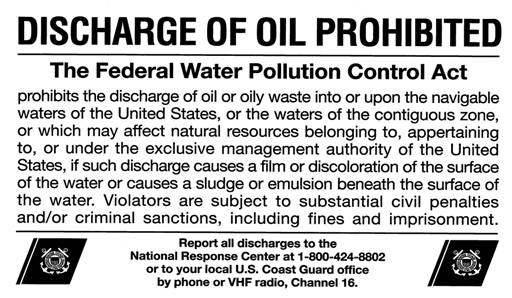 DISCHARGE OF OIL PROHIBITED
The Federal Water Pollution Control Act
prohibits the discharge of oil or oily waste into or upon the navigable
waters of the United States, or the waters of the contiguous zone,
or which may affect natural resources belonging to, appertaining
to, or under the exclusive management authority of the United
States, if such discharge causes a film or discoloration of the surface
of the water or causes a sludge or emulsion beneath the surface of
the water. Violators are subject to substantial civil penalties
and/or criminal sanctions, including fines and imprisonment.
Report all discharges to the
National Response Center at 1-800-424-8802
or to your local U.S. Coast Guard office
by phone or VHF radio, Channel 16.